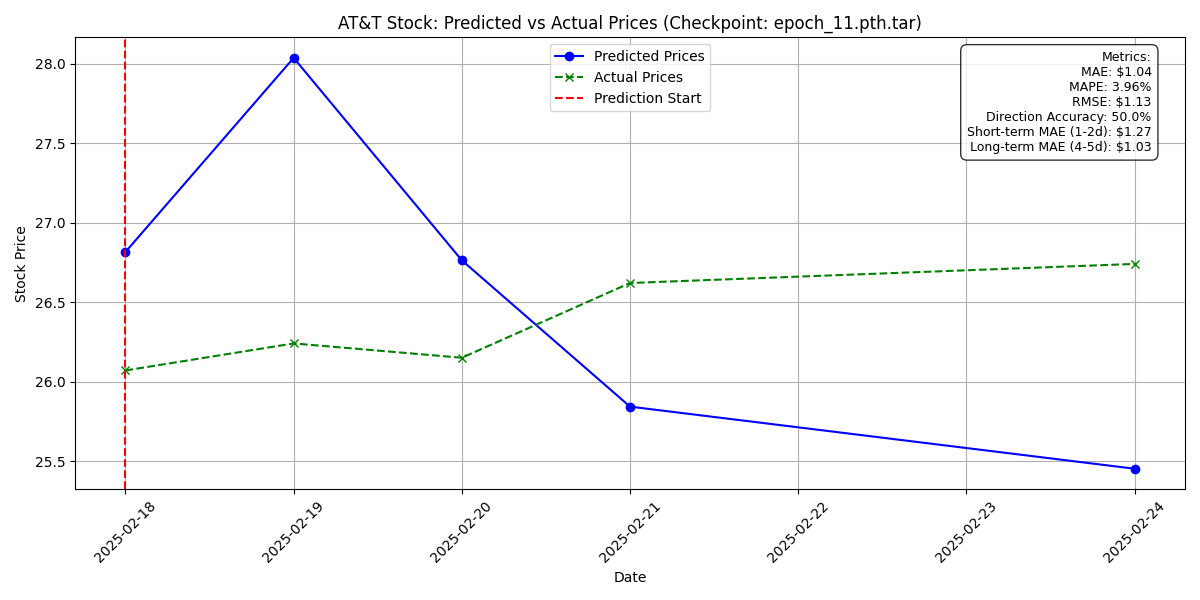 AT&T Stock: Predicted vs Actual Prices (Checkpoint: epoch_11.pth.tar)
Predicted Prices
Actual Prices
Prediction Start
Metrics:
MAE: $1.04
MAPE: 3.96%
RMSE: $1.13
Direction Accuracy: 50.0%
Short-term MAE (1-2d): $1.27
Long-term MAE (4-5d): $1.03
Stock Price
28.0
27.5
27.0
26.5
26.0
25.5
2025-02-18
2025-02-19
2025-02-20
2025-02-21
2025-02-22
2025-02-23
2025-02-24
Date